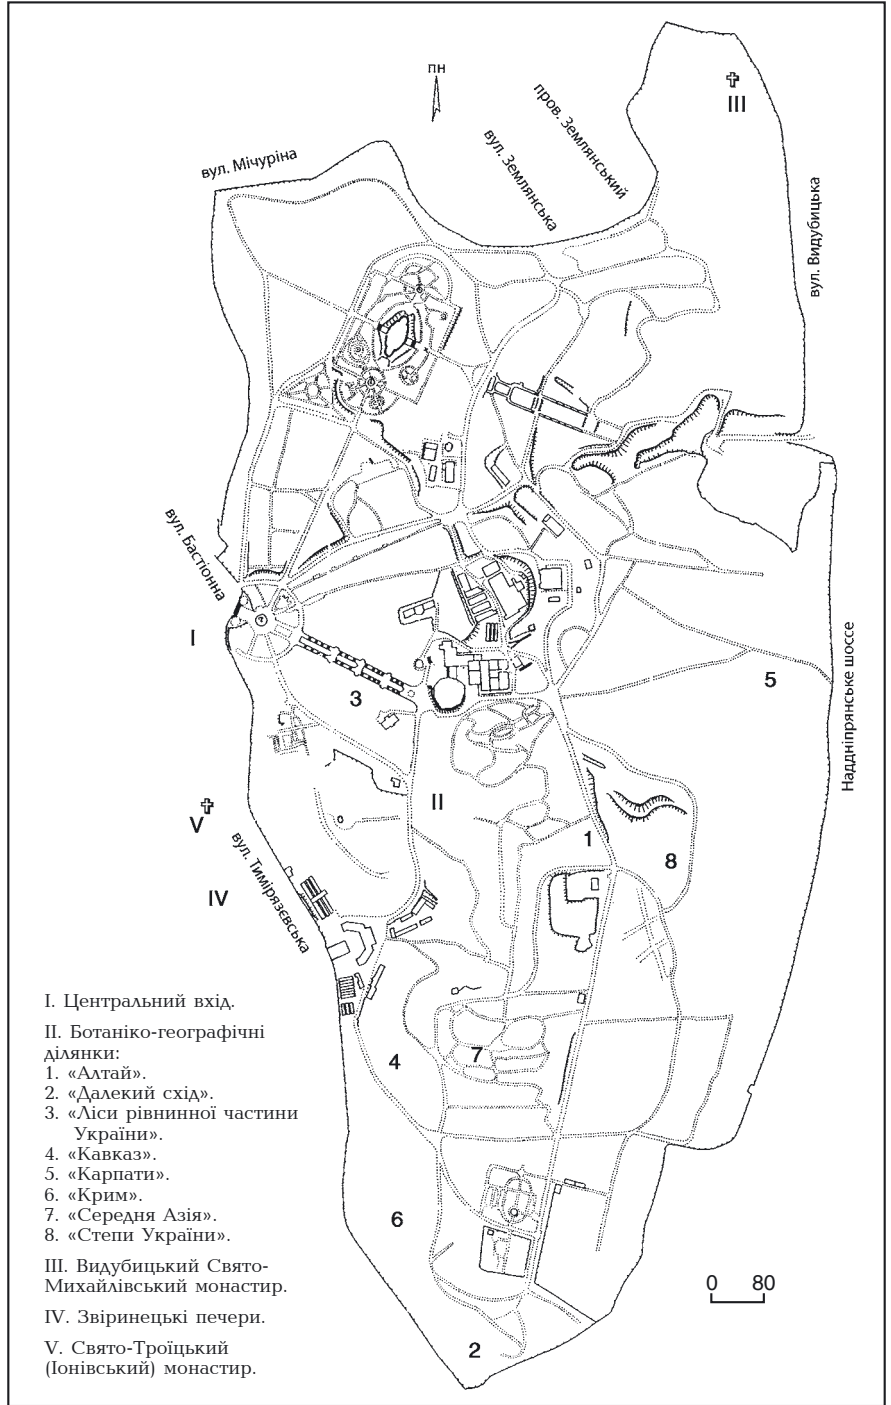 пн
III
пров. Землянський
вул. Землянська
вул. Мічуріна
вул. Видубицька
вул. Бастіонна
I
3
5
Наддніпрянське шоссе
II
V
1
8
вул. Тимірязєвська
IV
7
4
6
2
0 80
I. Центральний вхід.
II. Ботаніко-географічні
ділянки:
1. «Алтай».
2. «Далекий схід».
3. «Ліси рівнинної частини
України».
4. «Кавказ».
5. «Карпати».
6. «Крим».
7. «Середня Азія».
8. «Степи України».
III. Видубицький Свято-
Михайлівський монастир.
IV. Звіринецькі печери.
V. Свято-Троїцький
(Іонівський) монастир.